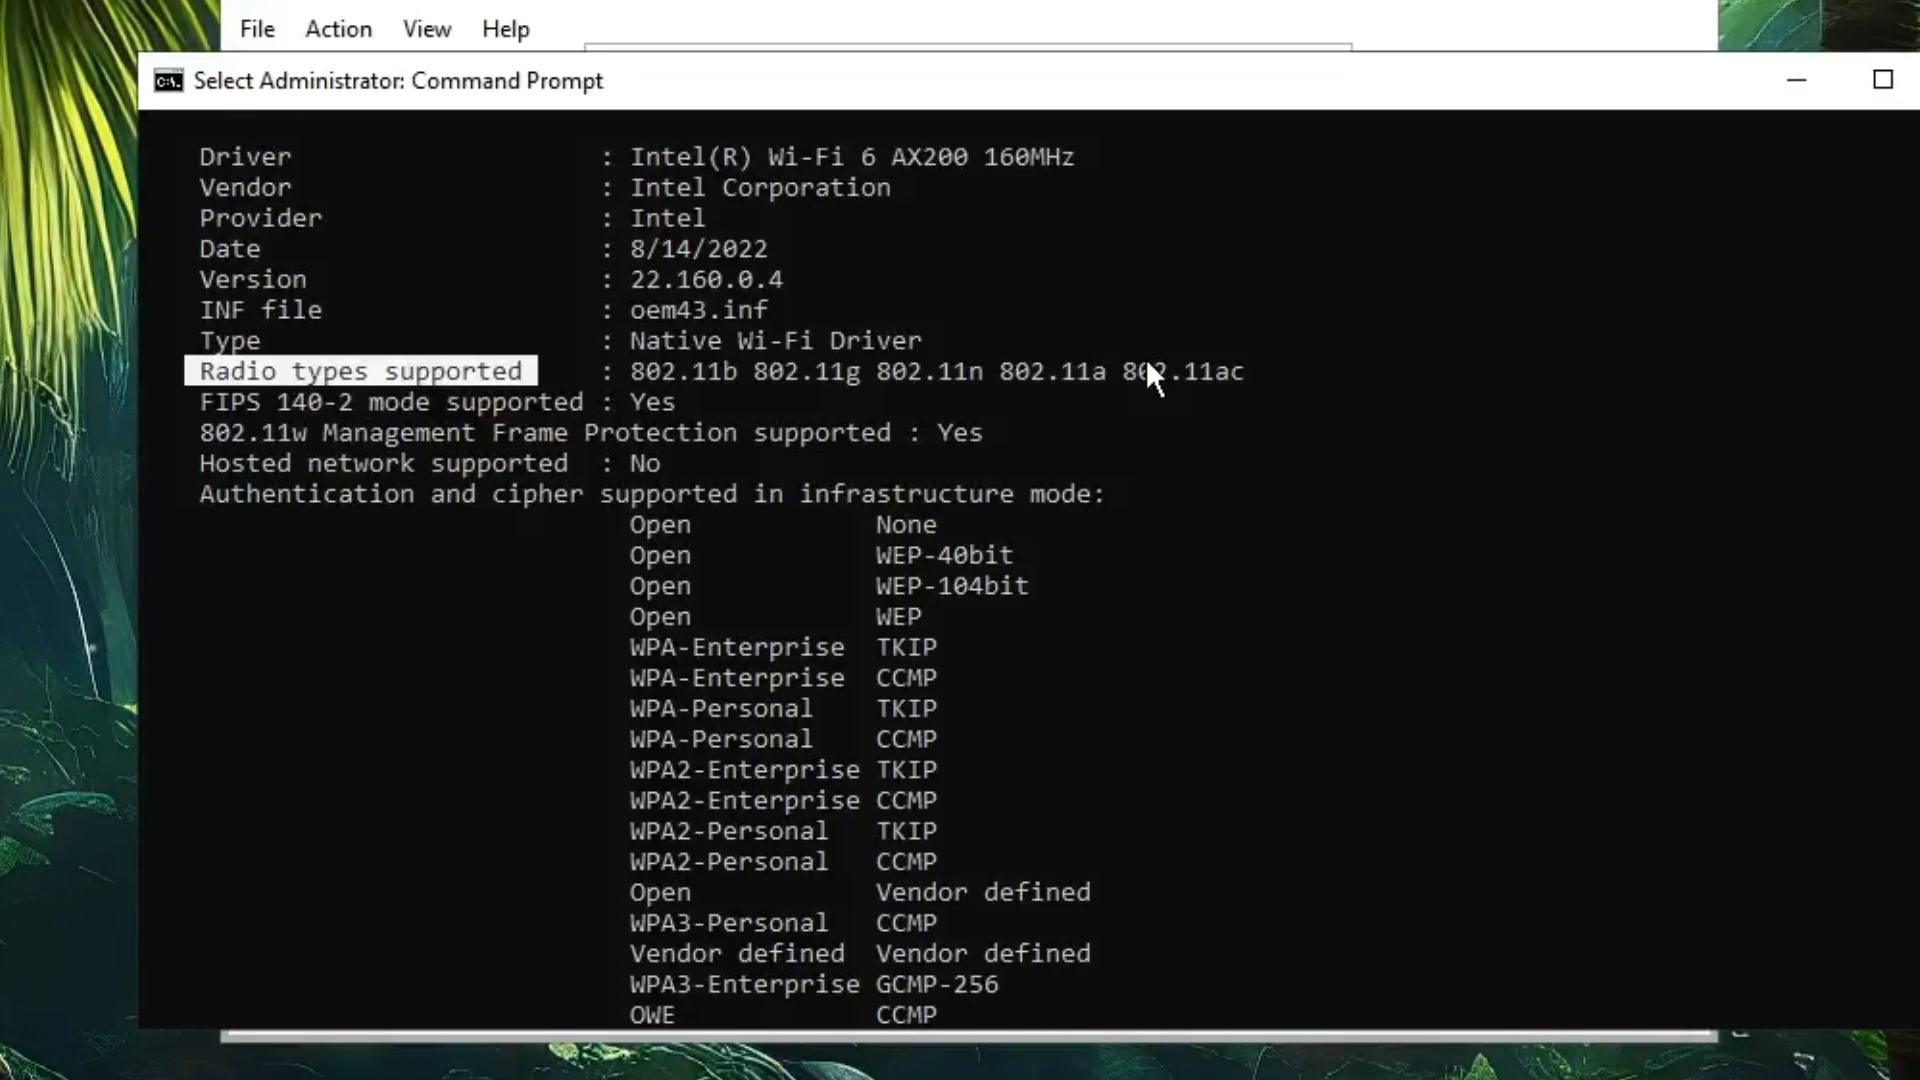 File Action View Help
Select Administrator: Command Prompt
Driver : Intel(R) Wi-Fi 6 AX200 160MHz
Vendor : Intel Corporation
Provider : Intel
Date : 8/14/2022
Version : 22.160.0.4
INF file : oem43.inf
Type : Native Wi-Fi Driver
Radio types supported : 802.11b 802.11g 802.11n 802.11a 802.11ac
FIPS 140-2 mode supported : Yes
802.11w Management Frame Protection supported : Yes
Hosted network supported : No
Authentication and cipher supported in infrastructure mode:
Open None
Open WEP-40bit
Open WEP-104bit
Open WEP
WPA-Enterprise TKIP
WPA-Enterprise CCMP
WPA-Personal TKIP
WPA-Personal CCMP
WPA2-Enterprise TKIP
WPA2-Enterprise CCMP
WPA2-Personal TKIP
WPA2-Personal CCMP
Open Vendor defined
WPA3-Personal CCMP
Vendor defined Vendor defined
WPA3-Enterprise GCMP-256
OWE CCMP